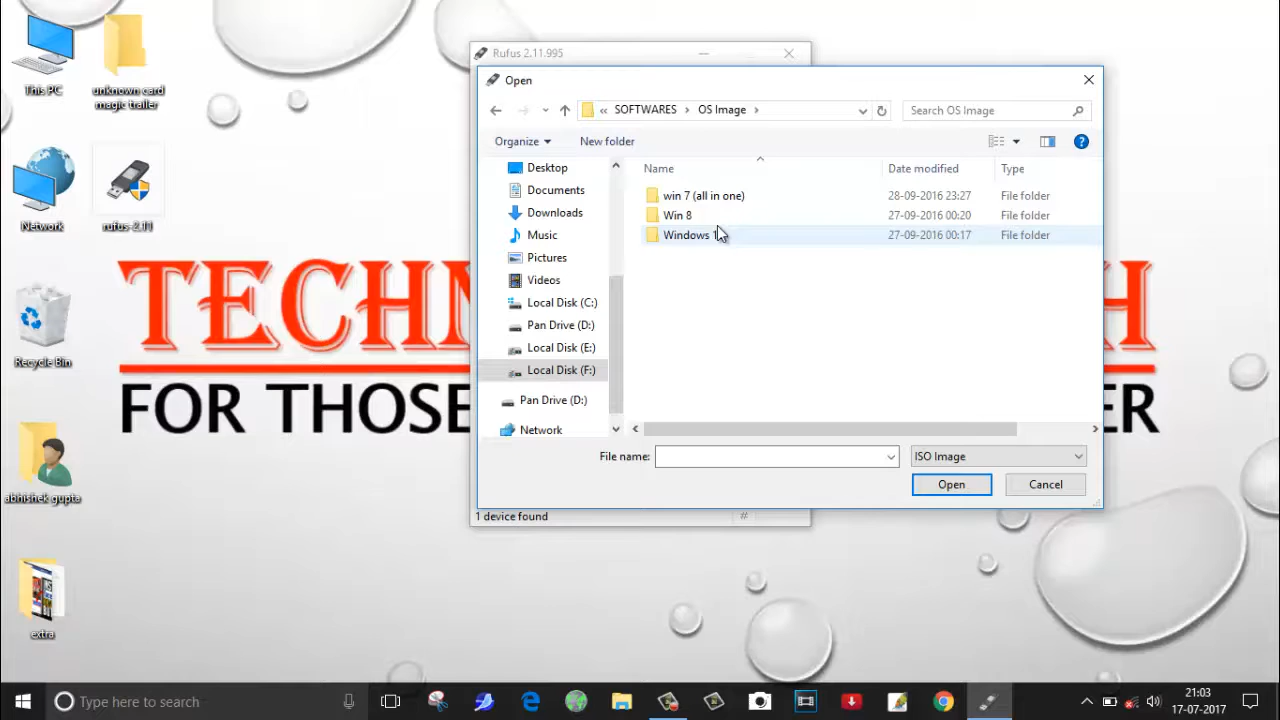 This PC
unknown card
magic trailer
Network
rufus-2.11
Recycle Bin
abhishek gupta
extra
TECHN
H
FOR THOSE
ER
Rufus 2.11.995
Open
« SOFTWARES > OS Image >
Search OS Image
Organize
New folder
Desktop
Documents
Downloads
Music
Pictures
Videos
Local Disk (C:)
Pan Drive (D:)
Local Disk (E:)
Local Disk (F:)
Pan Drive (D:)
Network
Name Date modified Type
win 7 (all in one) 28-09-2016 23:27 File folder
Win 8 27-09-2016 00:20 File folder
Windows 27-09-2016 00:17 File folder
File name:
ISO Image
Open
Cancel
1 device found #
Type here to search
21:03
17-07-2017